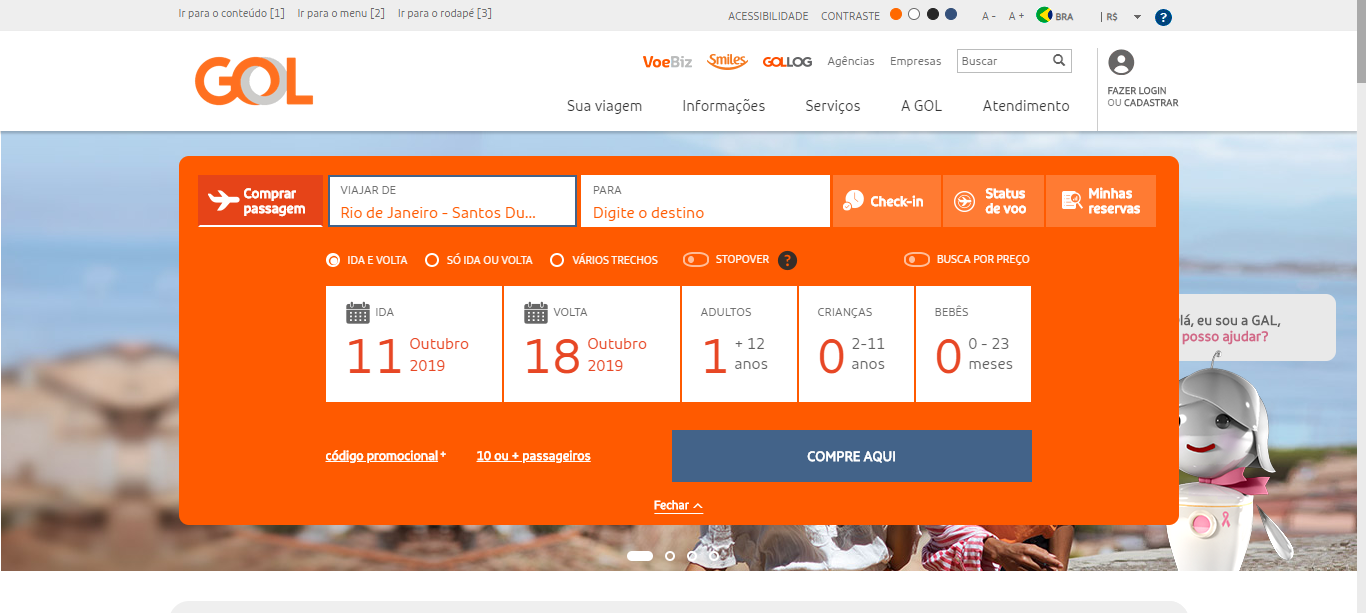 Ir para o conteúdo [1] Ir para o menu [2] Ir para o rodapé [3] ACESSIBILIDADE CONTRASTE A - A + BRA | R$ ?
GOL
VoeBiz Smiles GOLLOG Agências Empresas Buscar
FAZER LOGIN
OU CADASTRAR
Sua viagem Informações Serviços A GOL Atendimento
Comprar
passagem
VIAJAR DE
Rio de Janeiro - Santos Du...
PARA
Digite o destino
Check-in
Status
de voo
Minhas
reservas
IDA E VOLTA SÓ IDA OU VOLTA VÁRIOS TRECHOS STOPOVER ? BUSCA POR PREÇO
IDA
11 Outubro
2019
VOLTA
18 Outubro
2019
ADULTOS
1 + 12
anos
CRIANÇAS
0 2-11
anos
BEBÊS
0 0 - 23
meses
lá, eu sou a GAL,
posso ajudar?
código promocional+ 10 ou + passageiros COMPRE AQUI
Fechar